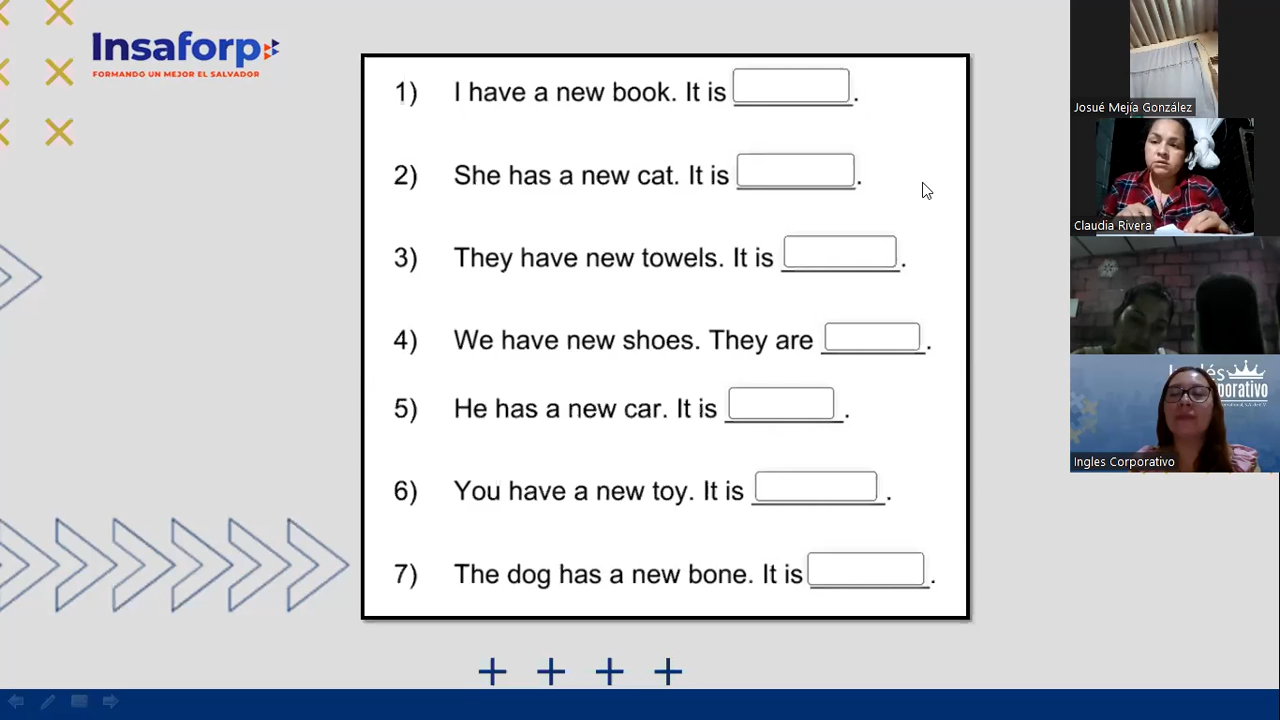 Insaforp
FORMANDO UN MEJOR EL SALVADOR
1) I have a new book. It is .
2) She has a new cat. It is .
3) They have new towels. It is .
4) We have new shoes. They are .
5) He has a new car. It is .
6) You have a new toy. It is .
7) The dog has a new bone. It is .
Josué Mejía González
Claudia Rivera
Inglés
Ingles Corporativo